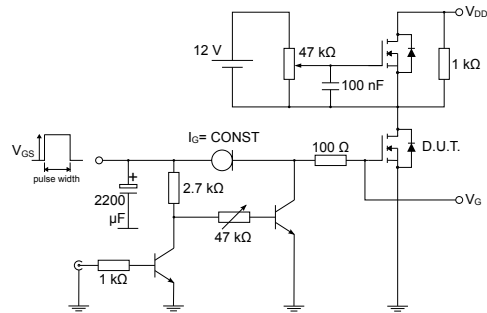 V_DD
12 V
47 kΩ
1 kΩ
100 nF
I_G= CONST
100 Ω
D.U.T.
V_GS
pulse width
+
2200
μF
2.7 kΩ
47 kΩ
V_G
1 kΩ